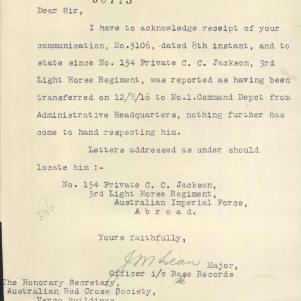 Dear Sir,
I have to acknowledge receipt of your
communication, No.3106, dated 8th instant, and to
state since No. 154 Private C. C. Jackson, 3rd
Light Horse Regiment, was reported as having been
transferred on 12/8/16 to No.1.Command Depot from
Administrative Headquarters, nothing further has
come to hand respecting him.
Letters addressed as under should
locate him :-
No. 154 Private C. C. Jackson,
3rd Light Horse Regiment,
Australian Imperial Force,
A b r o a d.
Yours faithfully,
J M Lean Major,
Officer i/c Base Records
The Honorary Secretary,
Australian Red Cross Society,